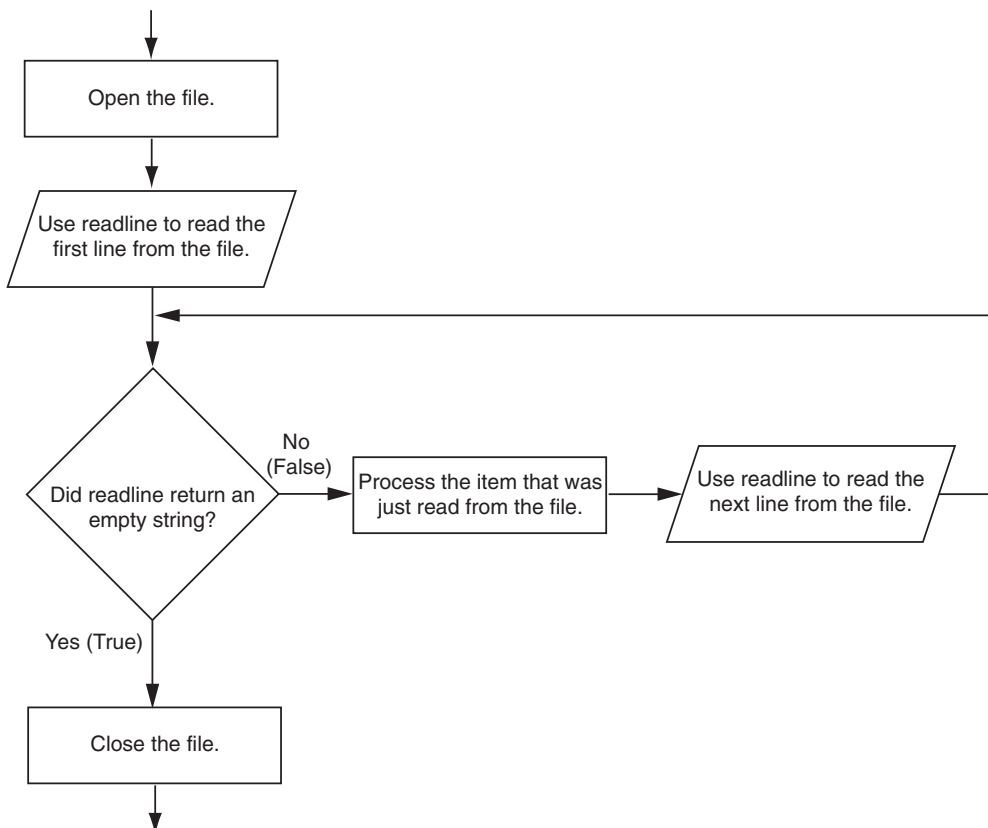 Open the file.
Use readline to read the
first line from the file.
No
(False)
Did readline return an
empty string?
Process the item that was
just read from the file.
Use readline to read the
next line from the file.
Yes (True)
Close the file.